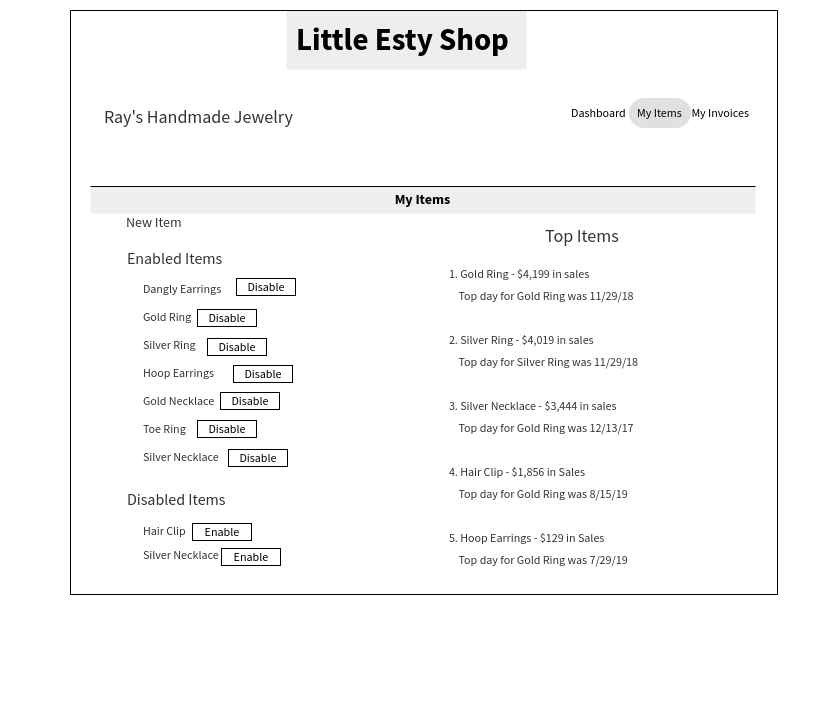 Little Esty Shop
Ray's Handmade Jewelry
Dashboard My Items My Invoices
My Items
New Item
Enabled Items
Dangly Earrings Disable
Gold Ring Disable
Silver Ring Disable
Hoop Earrings Disable
Gold Necklace Disable
Toe Ring Disable
Silver Necklace Disable
Disabled Items
Hair Clip Enable
Silver Necklace Enable
Top Items
1. Gold Ring - $4,199 in sales
Top day for Gold Ring was 11/29/18
2. Silver Ring - $4,019 in sales
Top day for Silver Ring was 11/29/18
3. Silver Necklace - $3,444 in sales
Top day for Gold Ring was 12/13/17
4. Hair Clip - $1,856 in Sales
Top day for Gold Ring was 8/15/19
5. Hoop Earrings - $129 in Sales
Top day for Gold Ring was 7/29/19